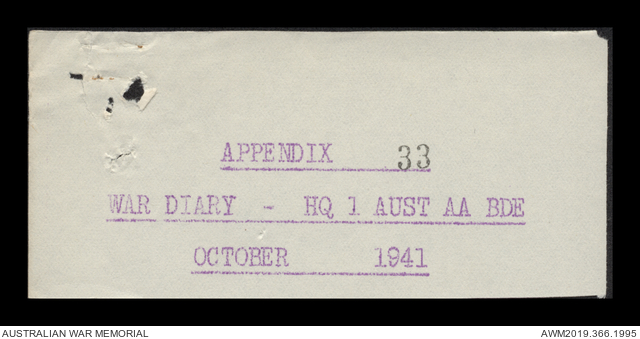 APPENDIX 33
WAR DIARY - HQ 1 AUST AA BDE
OCTOBER 1941
AUSTRALIAN WAR MEMORIAL
AWM2019.366.1995